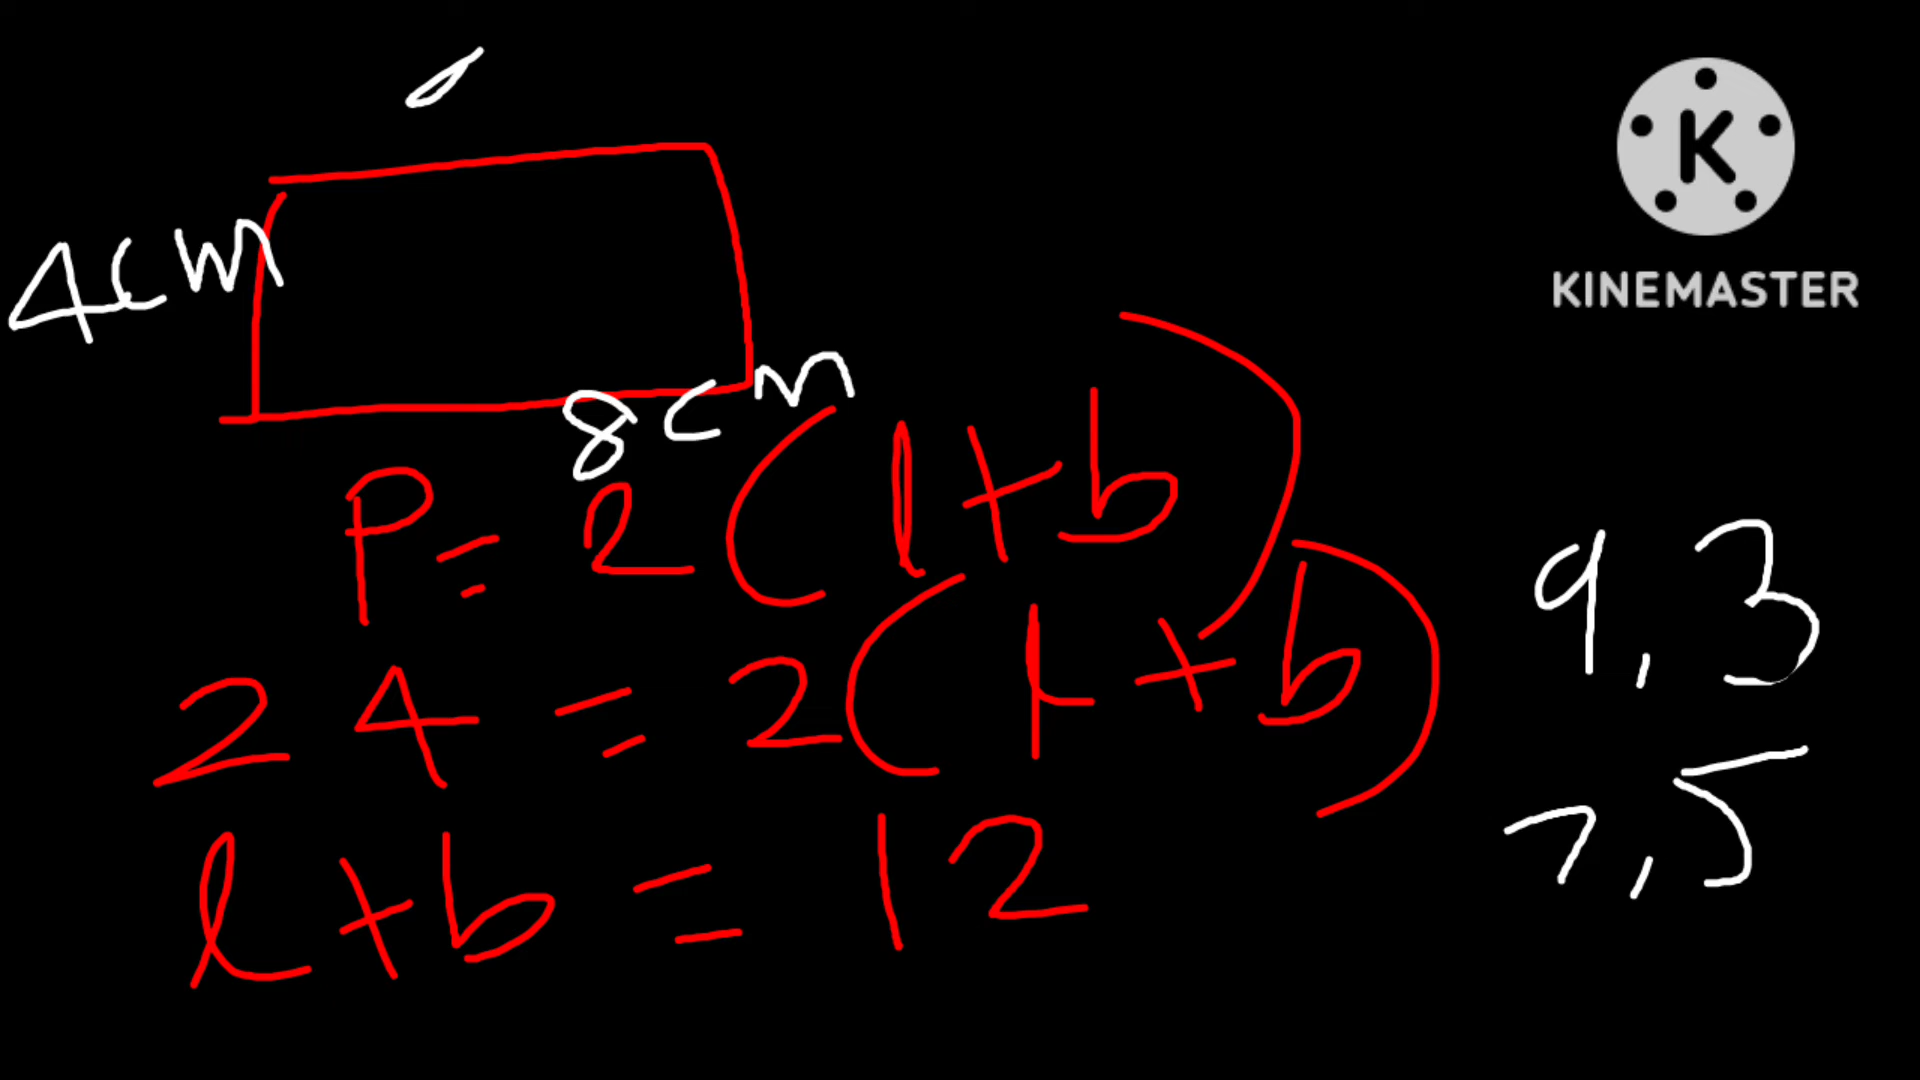 4cm
8cm
P = 2(l+b)
24 = 2(l+b)
l+b = 12
9,3
7,5
K
KINEMASTER